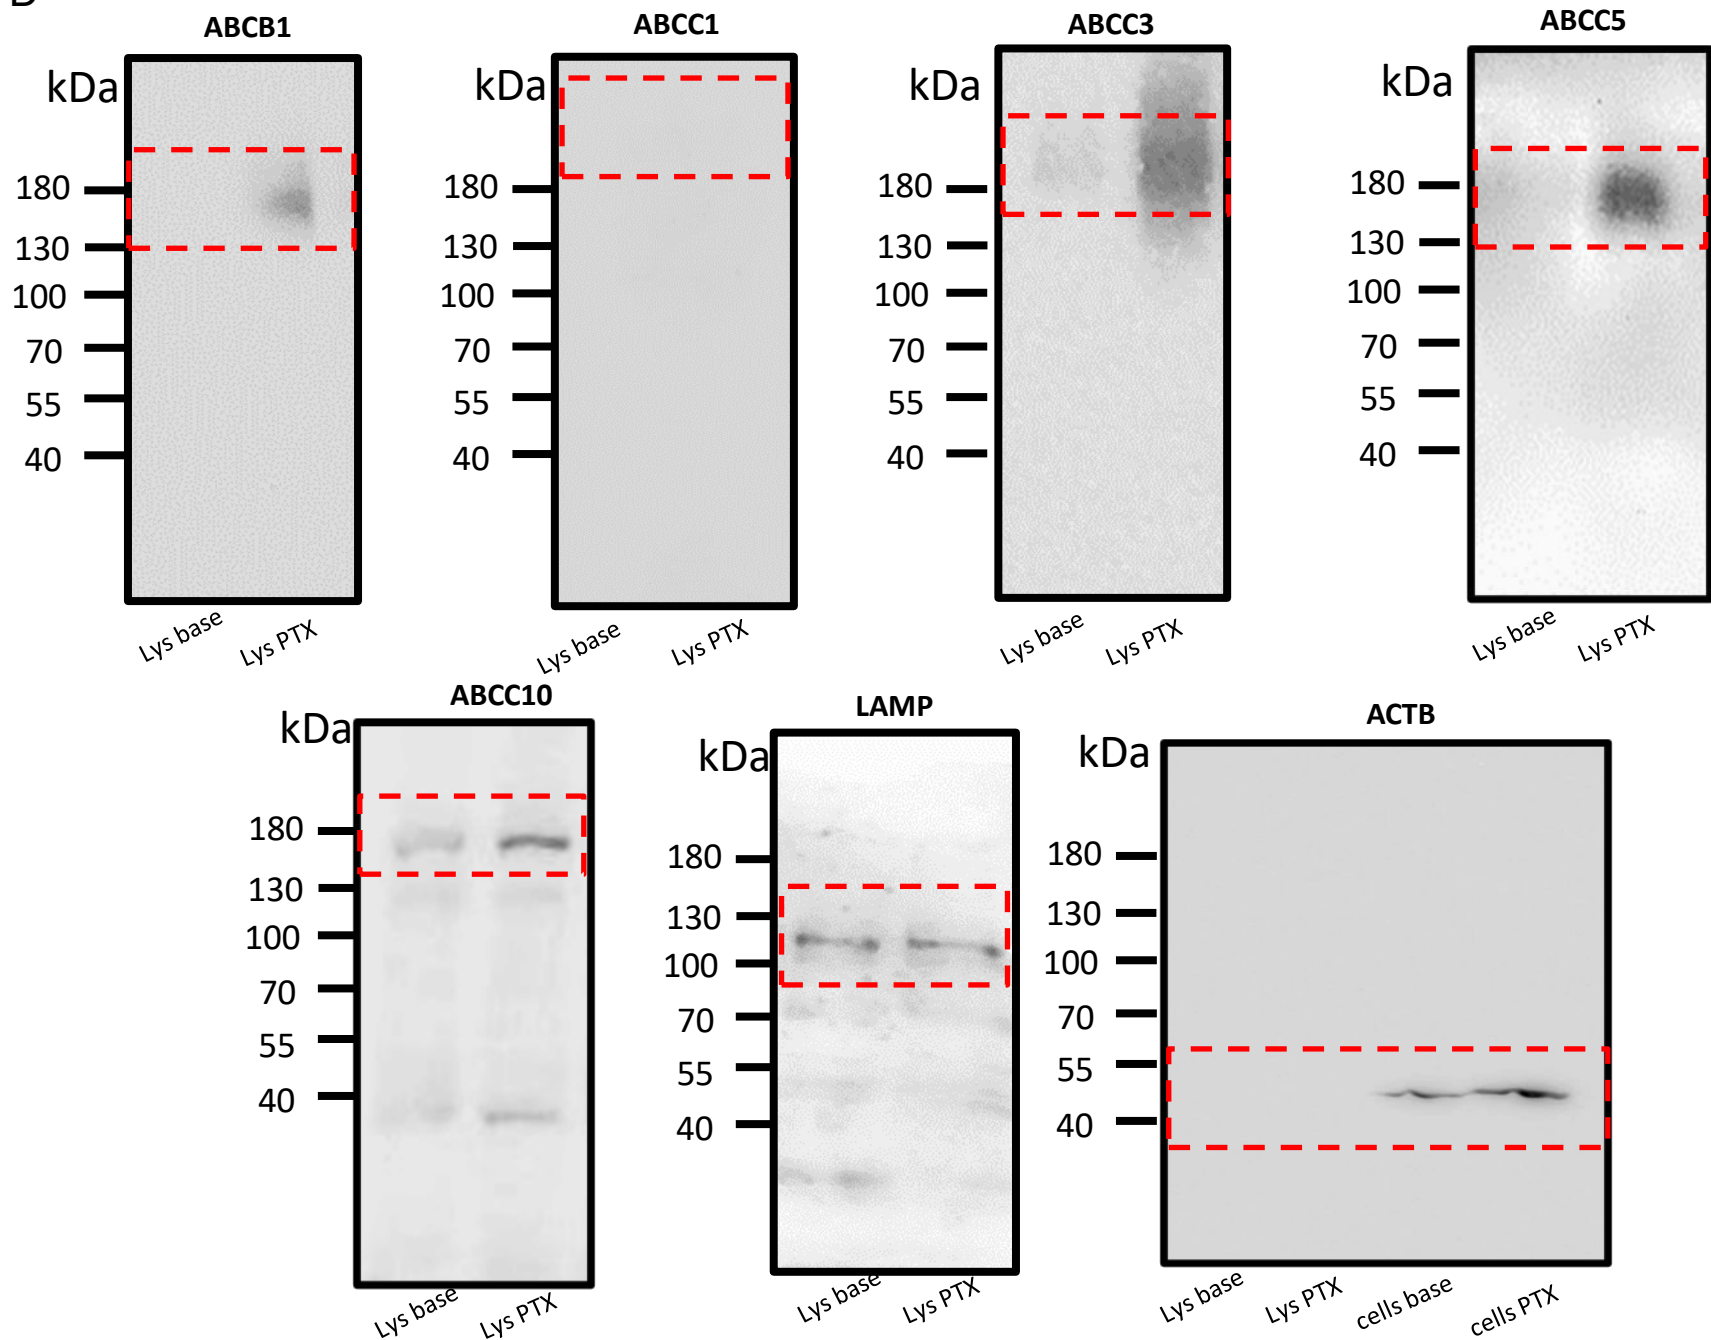 ABCB1
kDa
180
130
100
70
55
40
Lys base
Lys PTX
ABCC1
kDa
180
130
100
70
55
40
Lys base
Lys PTX
ABCC3
kDa
180
130
100
70
55
40
Lys base
Lys PTX
ABCC5
kDa
180
130
100
70
55
40
Lys base
Lys PTX
ABCC10
kDa
180
130
100
70
55
40
Lys base
Lys PTX
LAMP
kDa
180
130
100
70
55
40
Lys base
Lys PTX
ACTB
kDa
180
130
100
70
55
40
Lys base
Lys PTX
cells base
cells PTX